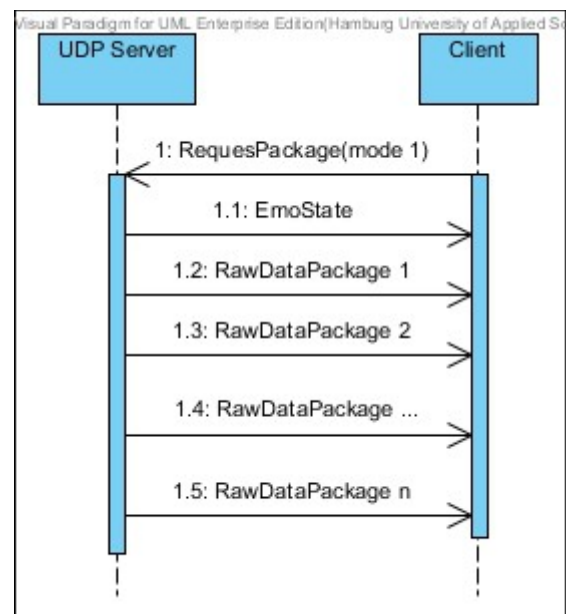 Visual Paradigm for UML Enterprise Edition(Hamburg University of Applied Sc
UDP Server
Client
1: RequesPackage(mode 1)
1.1: EmoState
1.2: RawDataPackage 1
1.3: RawDataPackage 2
1.4: RawDataPackage ...
1.5: RawDataPackage n